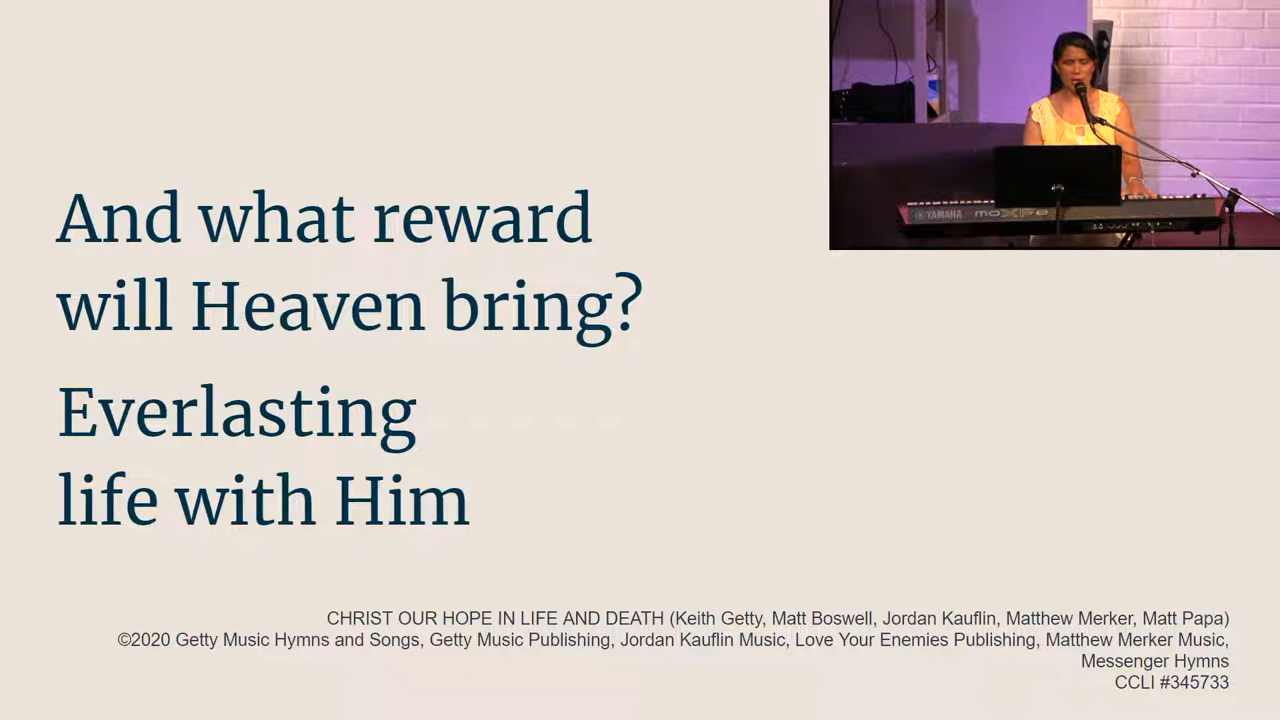 And what reward
will Heaven bring?
Everlasting
life with Him
YAMAHA MOXF8
CHRIST OUR HOPE IN LIFE AND DEATH (Keith Getty, Matt Boswell, Jordan Kauflin, Matthew Merker, Matt Papa)
©2020 Getty Music Hymns and Songs, Getty Music Publishing, Jordan Kauflin Music, Love Your Enemies Publishing, Matthew Merker Music,
Messenger Hymns
CCLI #345733